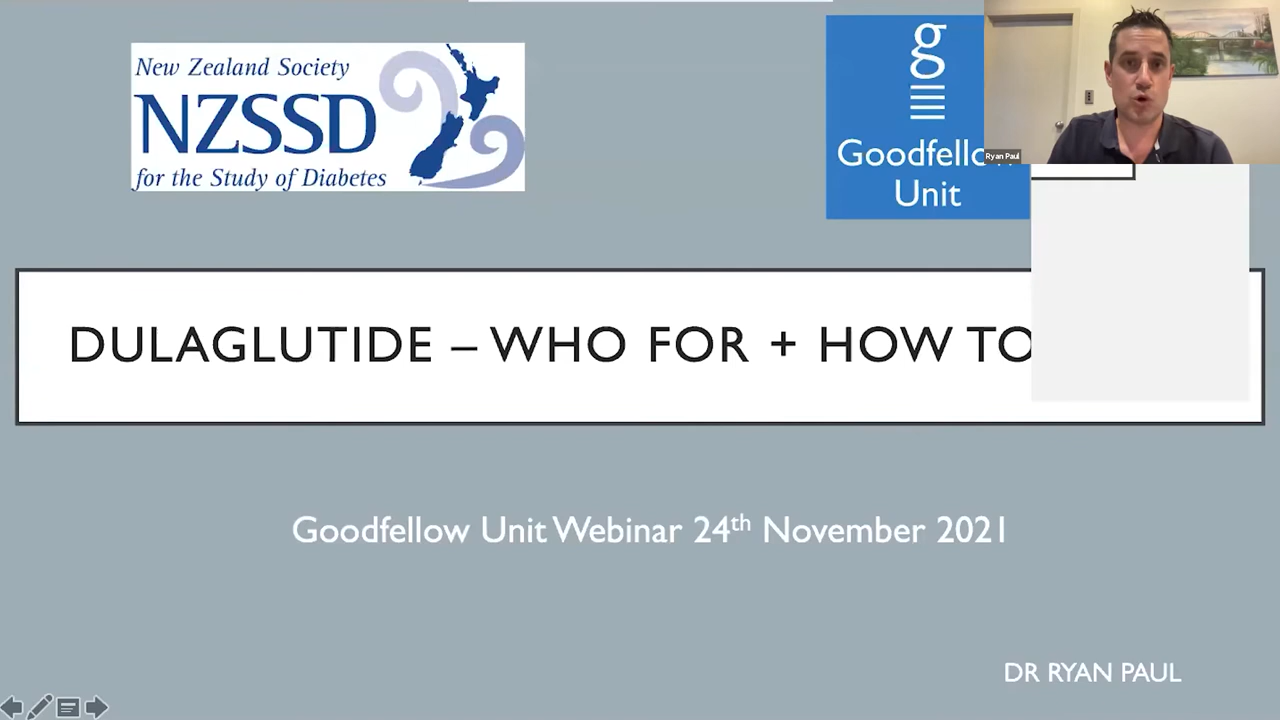 New Zealand Society
NZSSD
for the Study of Diabetes
g
Goodfello
Unit
Ryan Paul
DULAGLUTIDE – WHO FOR + HOW TO
Goodfellow Unit Webinar 24th November 2021
DR RYAN PAUL